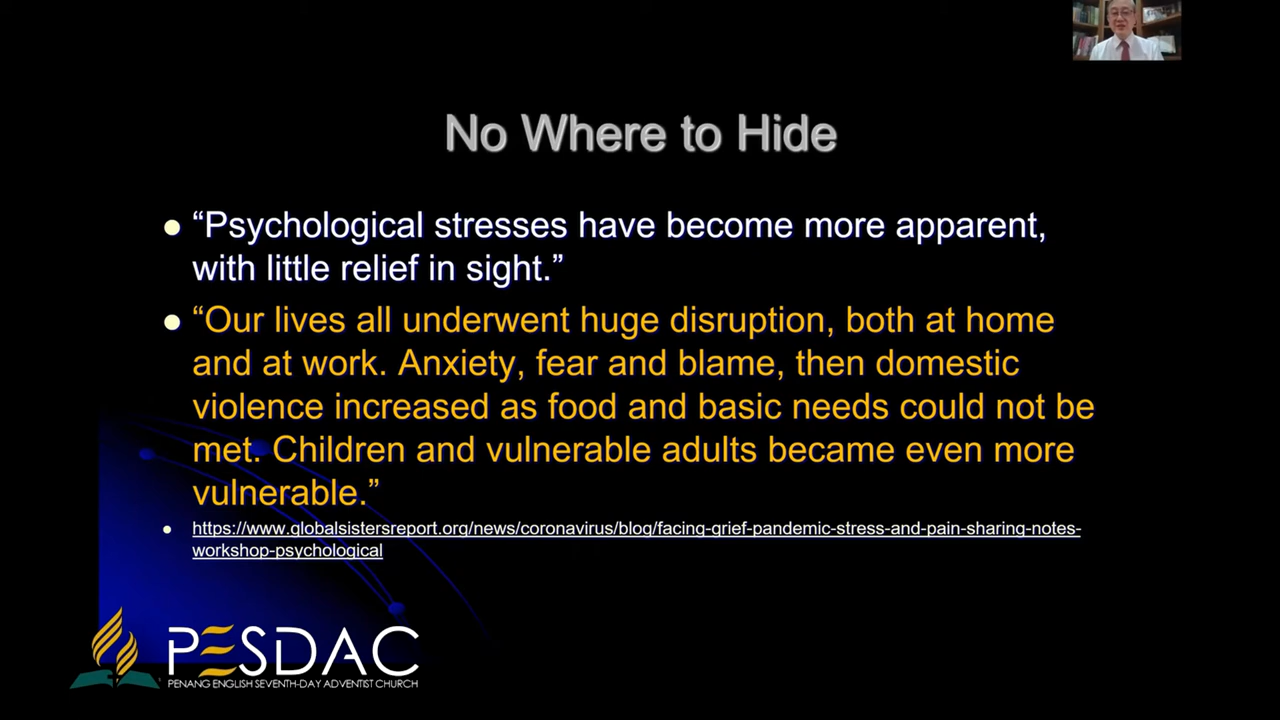 No Where to Hide
“Psychological stresses have become more apparent,
with little relief in sight.”
“Our lives all underwent huge disruption, both at home
and at work. Anxiety, fear and blame, then domestic
violence increased as food and basic needs could not be
met. Children and vulnerable adults became even more
vulnerable.”
https://www.globalsistersreport.org/news/coronavirus/blog/facing-grief-pandemic-stress-and-pain-sharing-notes-
workshop-psychological
PESDAC
PENANG ENGLISH SEVENTH-DAY ADVENTIST CHURCH